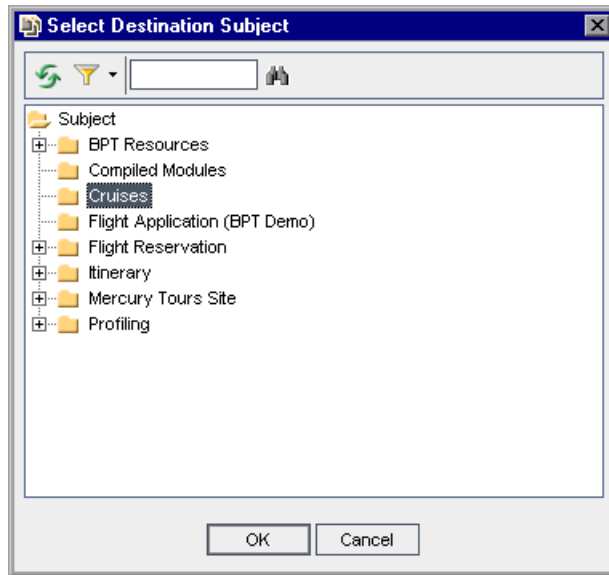 Select Destination Subject
Subject
BPT Resources
Compiled Modules
Cruises
Flight Application (BPT Demo)
Flight Reservation
Itinerary
Mercury Tours Site
Profiling
OK
Cancel